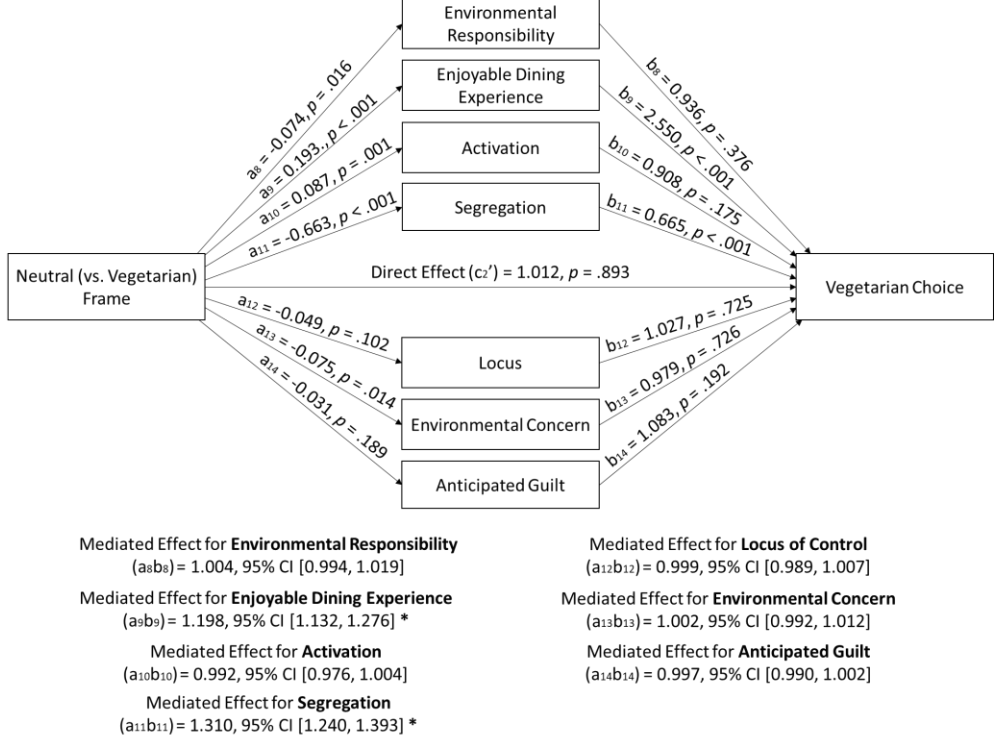 Environmental
Responsibility
Enjoyable Dining
Experience
Activation
Segregation
a₈ = -0.074, p = .016
a₉ = 0.193., p < .001
a₁₀ = 0.087, p = .001
a₁₁ = -0.663, p < .001
b₈ = 0.936, p = .376
b₉ = 2.550, p < .001
b₁₀ = 0.908, p = .175
b₁₁ = 0.665, p < .001
Neutral (vs. Vegetarian)
Frame
Direct Effect (c₂’) = 1.012, p = .893
Vegetarian Choice
a₁₂ = -0.049, p = .102
a₁₃ = -0.075, p = .014
a₁₄ = -0.031, p = .189
Locus
Environmental Concern
Anticipated Guilt
b₁₂ = 1.027, p = .725
b₁₃ = 0.979, p = .726
b₁₄ = 1.083, p = .192
Mediated Effect for Environmental Responsibility
(a₈b₈) = 1.004, 95% CI [0.994, 1.019]
Mediated Effect for Enjoyable Dining Experience
(a₉b₉) = 1.198, 95% CI [1.132, 1.276] *
Mediated Effect for Activation
(a₁₀b₁₀) = 0.992, 95% CI [0.976, 1.004]
Mediated Effect for Segregation
(a₁₁b₁₁) = 1.310, 95% CI [1.240, 1.393] *
Mediated Effect for Locus of Control
(a₁₂b₁₂) = 0.999, 95% CI [0.989, 1.007]
Mediated Effect for Environmental Concern
(a₁₃b₁₃) = 1.002, 95% CI [0.992, 1.012]
Mediated Effect for Anticipated Guilt
(a₁₄b₁₄) = 0.997, 95% CI [0.990, 1.002]